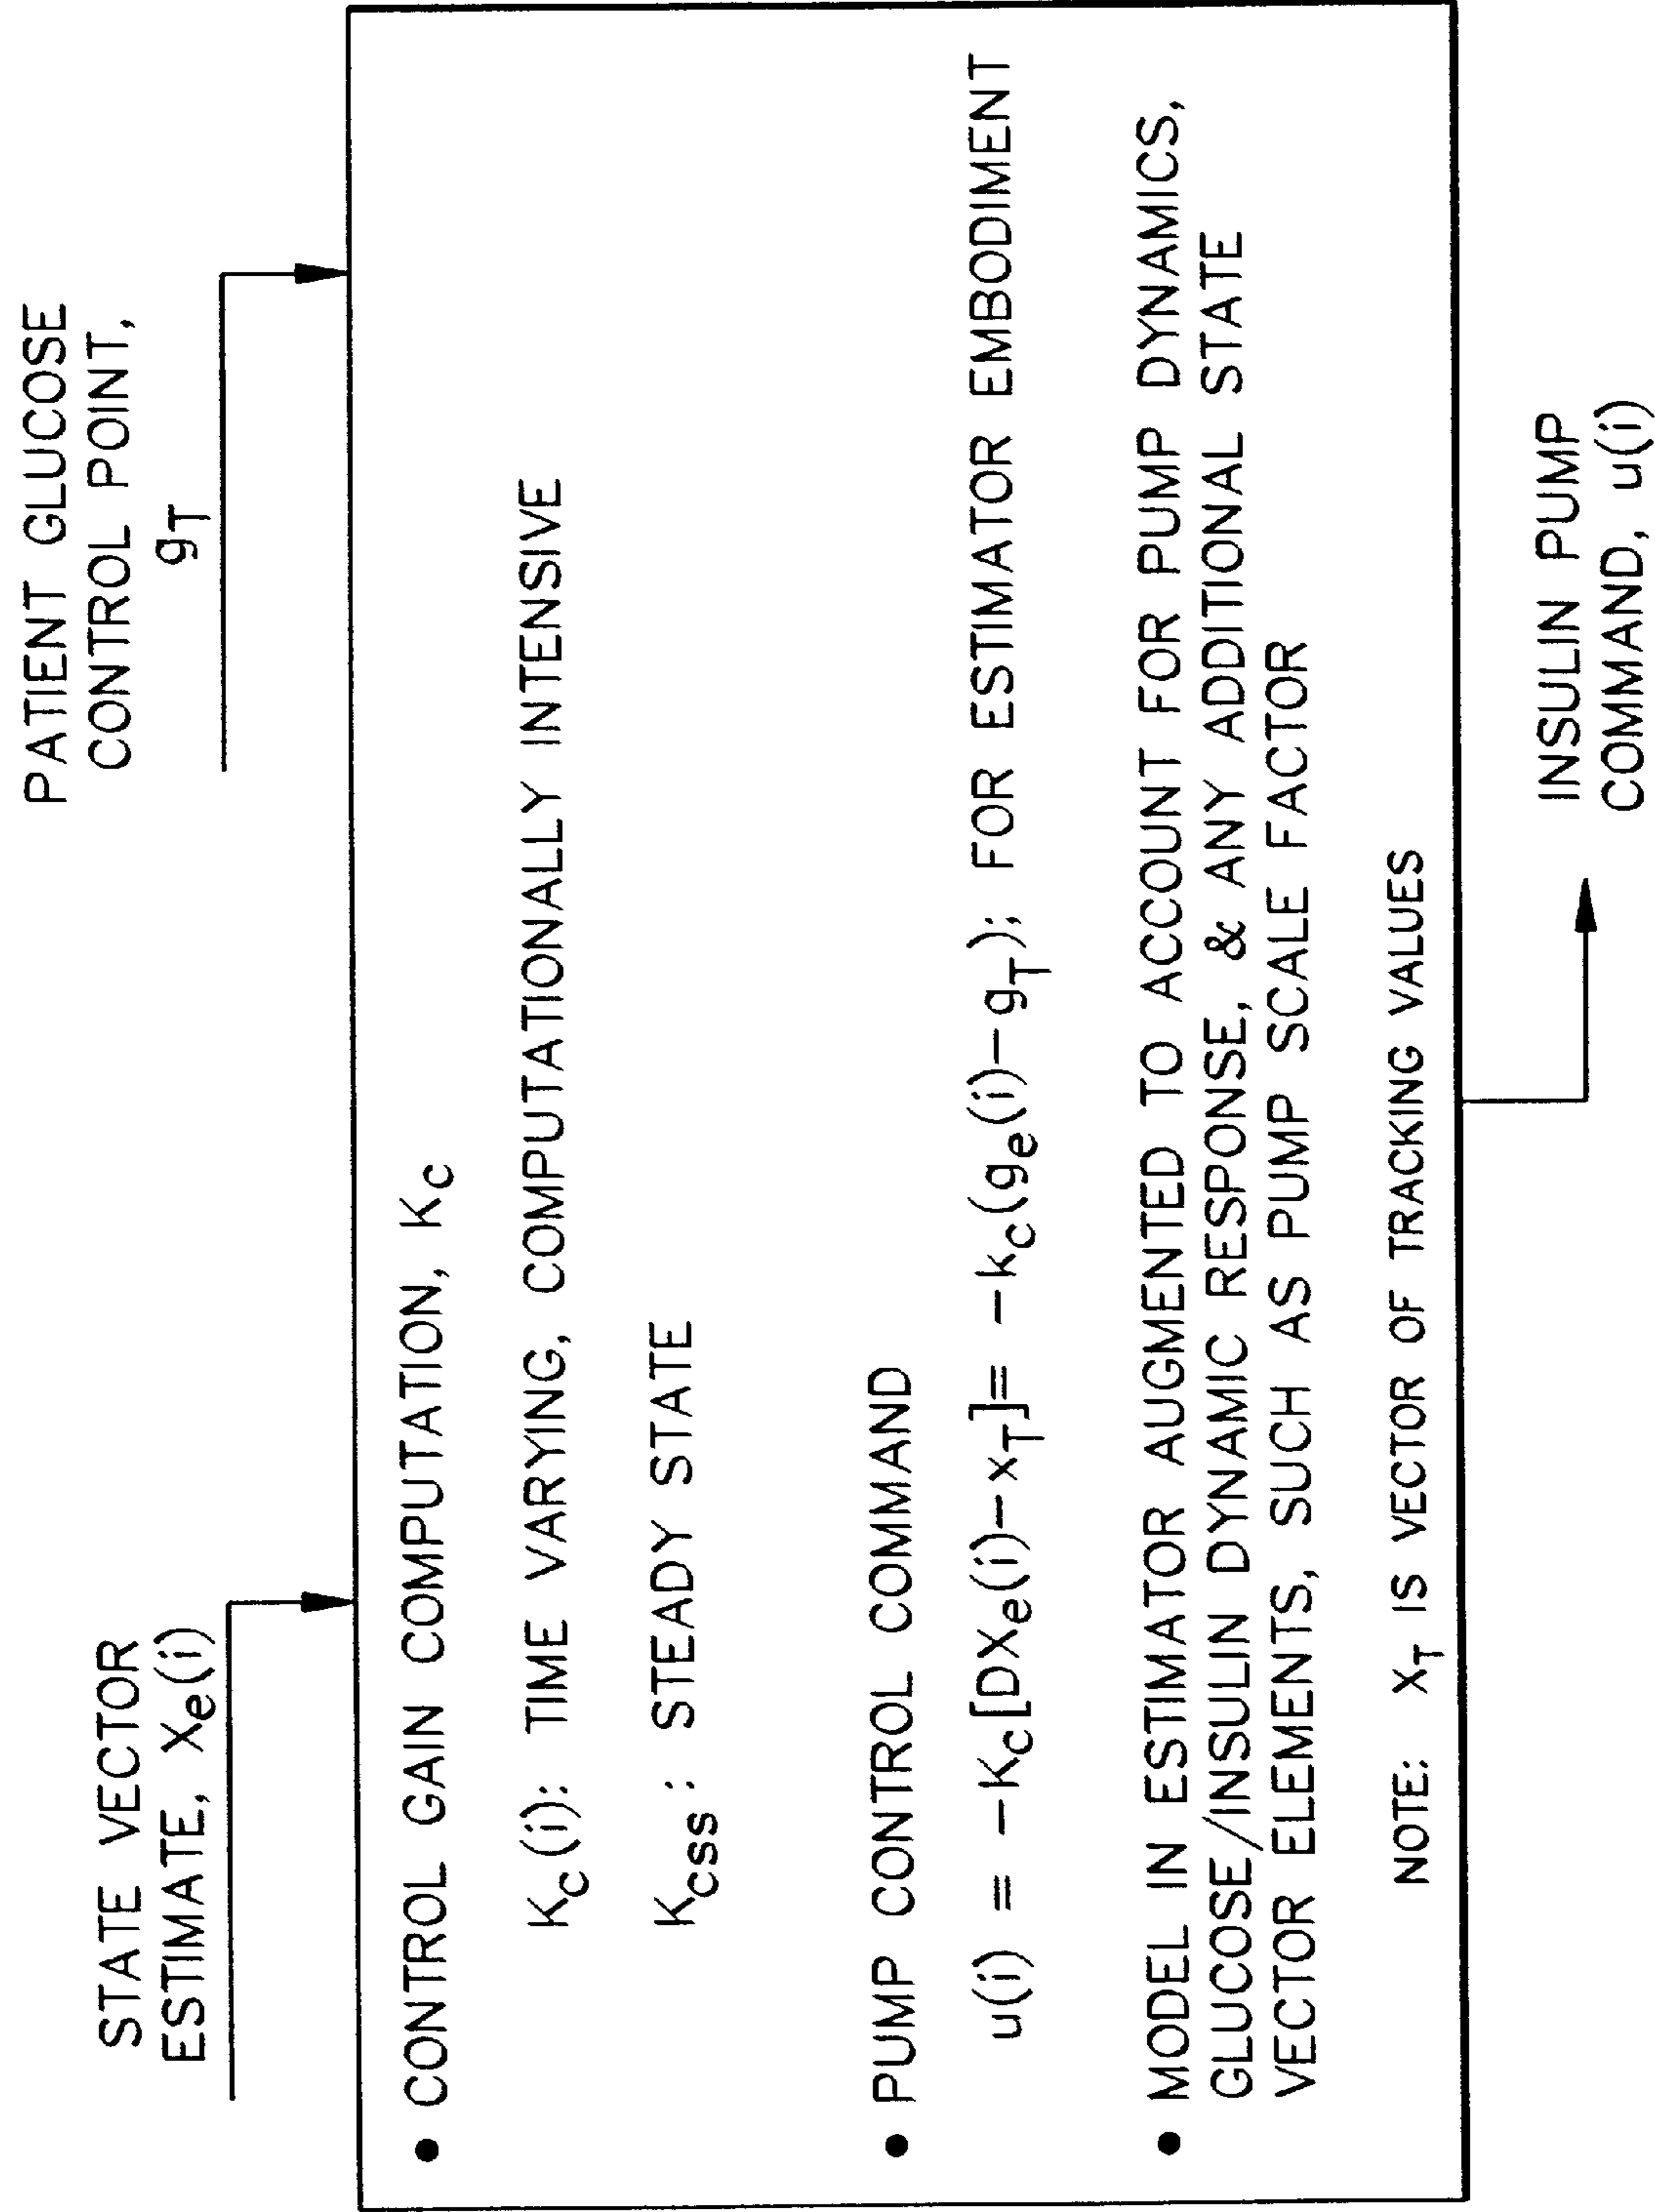 STATE VECTOR
ESTIMATE, Xe(i)
PATIENT GLUCOSE
CONTROL POINT,
gT
• CONTROL GAIN COMPUTATION, Kc
Kc(i): TIME VARYING, COMPUTATIONALLY INTENSIVE
Kcss: STEADY STATE
• PUMP CONTROL COMMAND
u(i) = -Kc[DXe(i)-xT]= -kc(ge(i)-gT); FOR ESTIMATOR EMBODIMENT
• MODEL IN ESTIMATOR AUGMENTED TO ACCOUNT FOR PUMP DYNAMICS,
GLUCOSE/INSULIN DYNAMIC RESPONSE, & ANY ADDITIONAL STATE
VECTOR ELEMENTS, SUCH AS PUMP SCALE FACTOR
NOTE: XT IS VECTOR OF TRACKING VALUES
INSULIN PUMP
COMMAND, u(i)